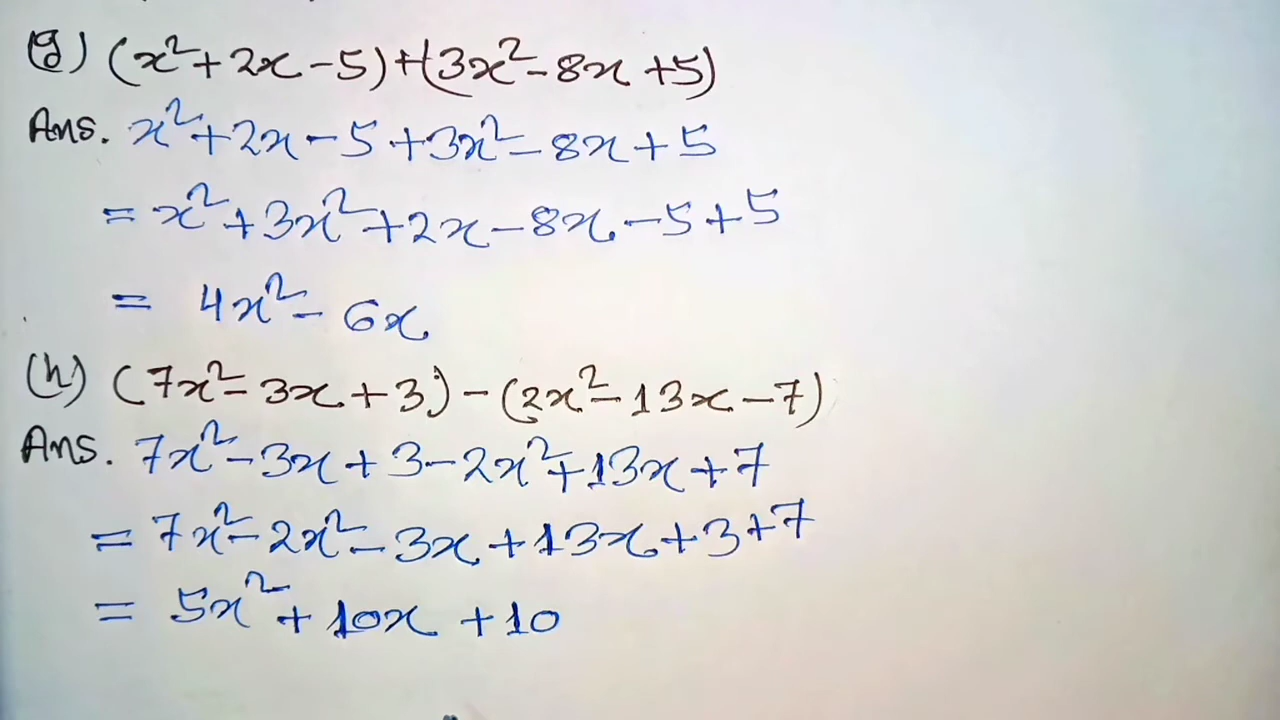 (g) (x²+2x-5)+(3x²-8x+5)
Ans. x²+2x-5+3x²-8x+5
= x²+3x²+2x-8x-5+5
= 4x²-6x
(h) (7x²-3x+3)-(2x²-13x-7)
Ans. 7x²-3x+3-2x²+13x+7
= 7x²-2x²-3x+13x+3+7
= 5x²+10x+10